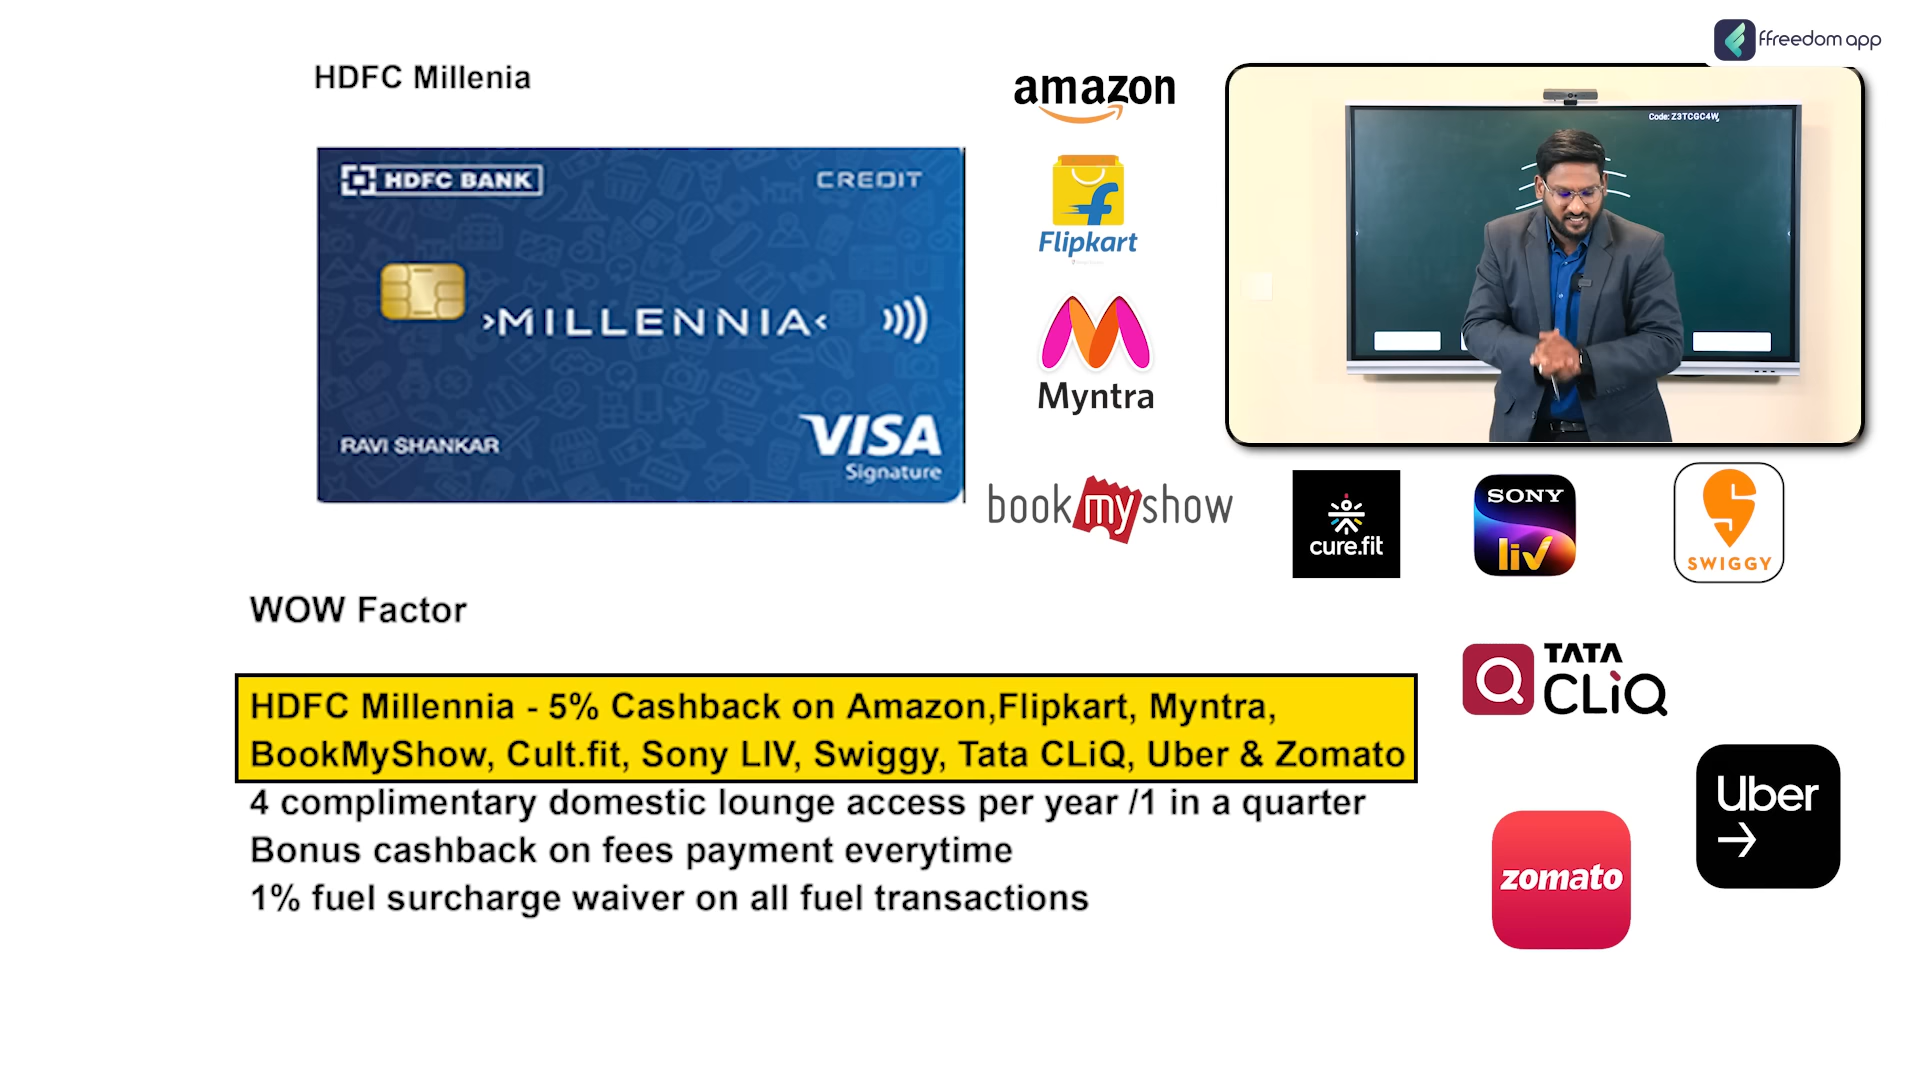 ffreedom app
HDFC Millenia
amazon
Code: Z3TCGC4W
HDFC BANK
CREDIT
Flipkart
MILLENNIA
Myntra
VISA
Signature
RAVI SHANKAR
bookmyshow
cure.fit
SONY
liv
SWIGGY
WOW Factor
TATA
CLiQ
HDFC Millennia - 5% Cashback on Amazon,Flipkart, Myntra,
BookMyShow, Cult.fit, Sony LIV, Swiggy, Tata CLiQ, Uber & Zomato
4 complimentary domestic lounge access per year /1 in a quarter
Bonus cashback on fees payment everytime
1% fuel surcharge waiver on all fuel transactions
Uber
zomato